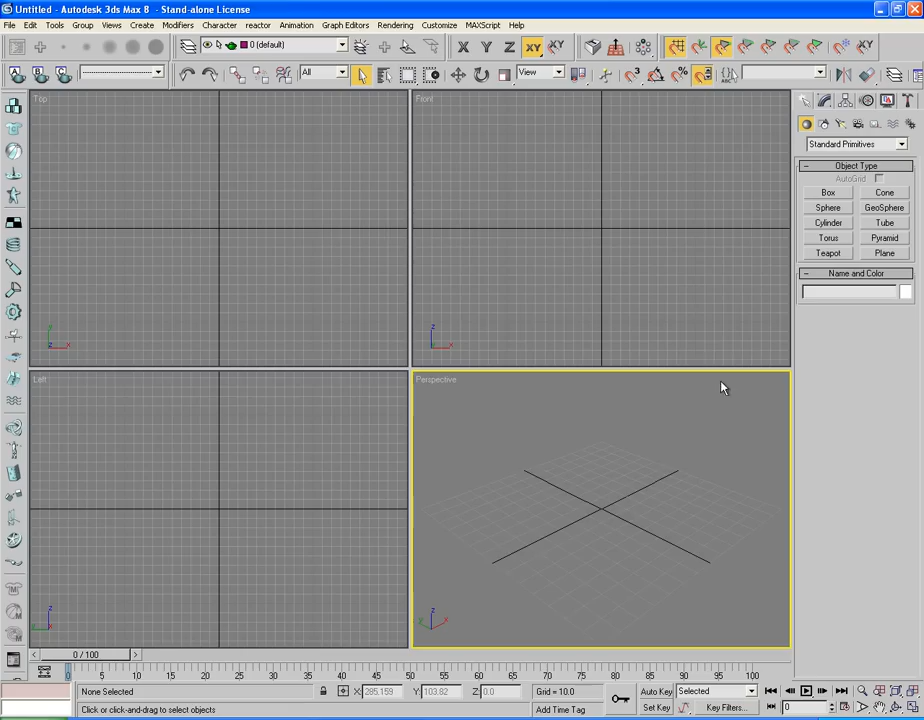 Untitled - Autodesk 3ds Max 8 - Stand-alone License
File Edit Tools Group Views Create Modifiers Character reactor Animation Graph Editors Rendering Customize MAXScript Help
0 (default) X Y Z XY XY XY
A B C All View 3 % ABC
Top Front
Standard Primitives
Object Type
AutoGrid
Box Cone
Sphere GeoSphere
Cylinder Tube
Torus Pyramid
Teapot Plane
Name and Color
y z
z x x
Left Perspective
z z
y x y x
0 / 100
0 5 10 15 20 25 30 35 40 45 50 55 60 65 70 75 80 85 90 95 100
None Selected X: 285.159 Y: 103.82 Z: 0.0 Grid = 10.0 Auto Key Selected
Click or click-and-drag to select objects Add Time Tag Set Key Key Filters... 0